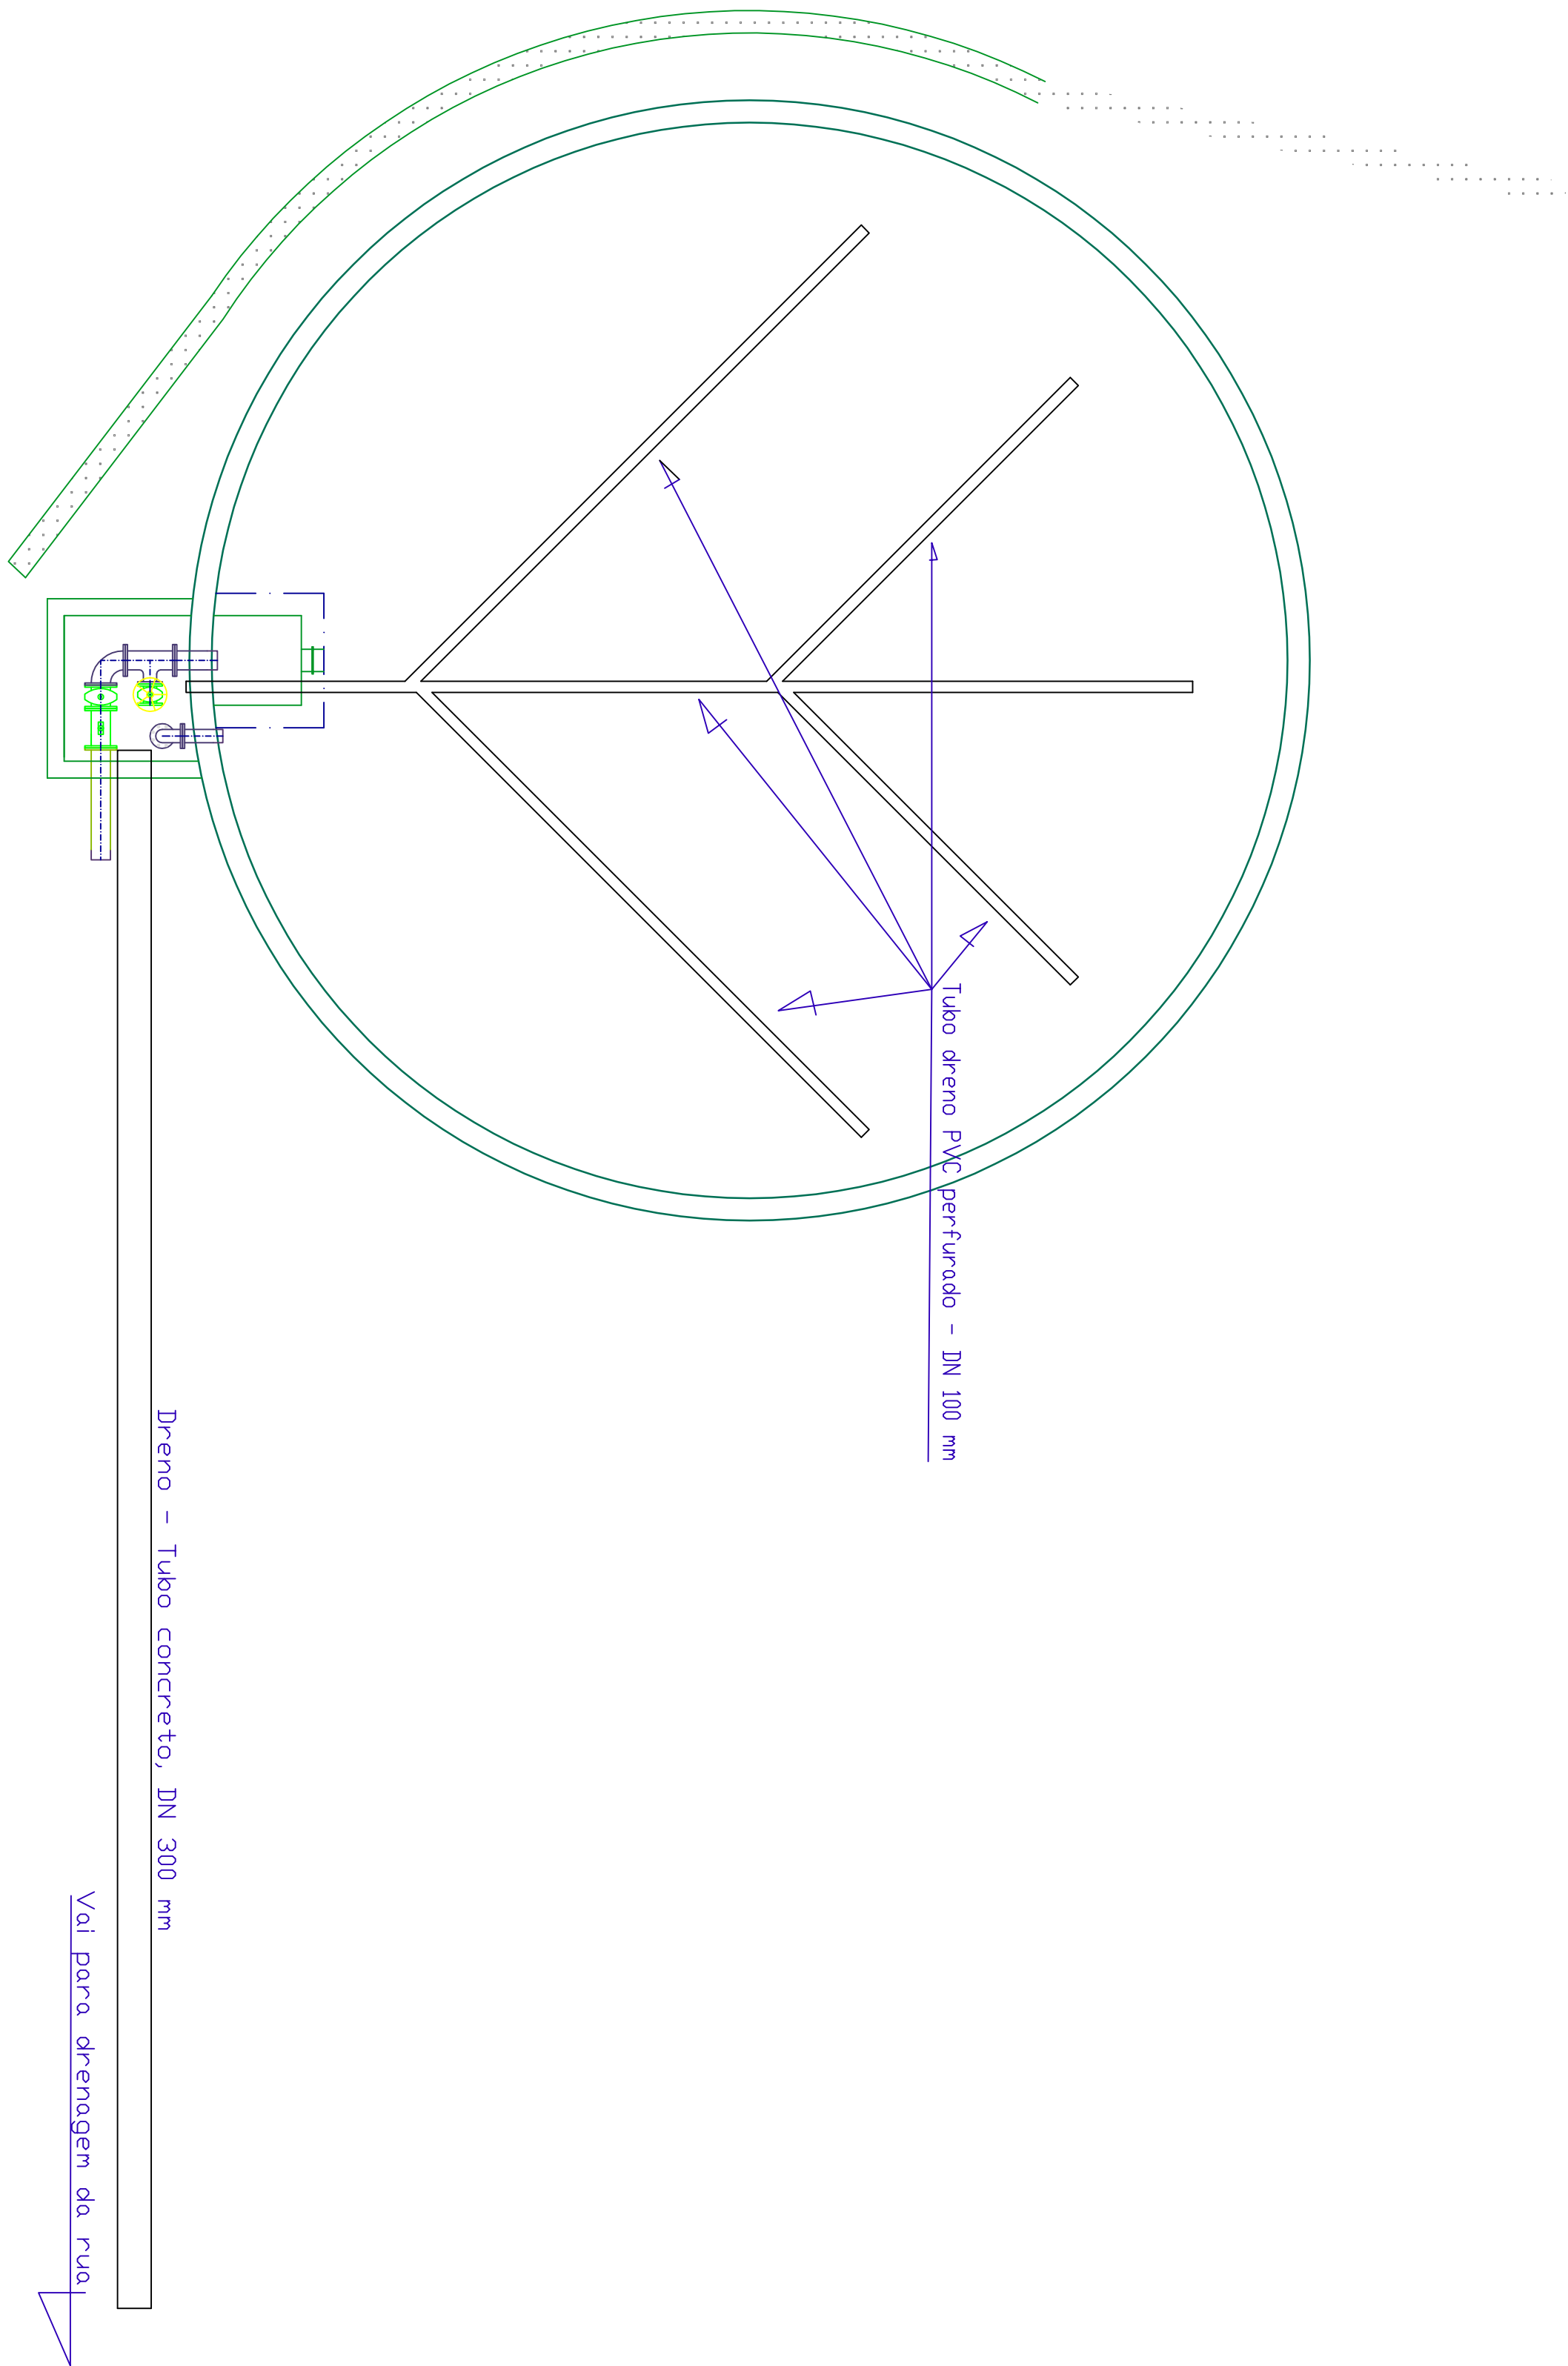 Tubo dreno PVC perfurado - DN 100 mm
Dreno - Tubo concreto, DN 300 mm
Vai para drenagem da rua